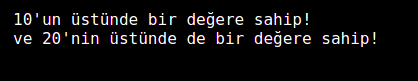 10'un üstünde bir değere sahip!
ve 20'nin üstünde de bir değere sahip!